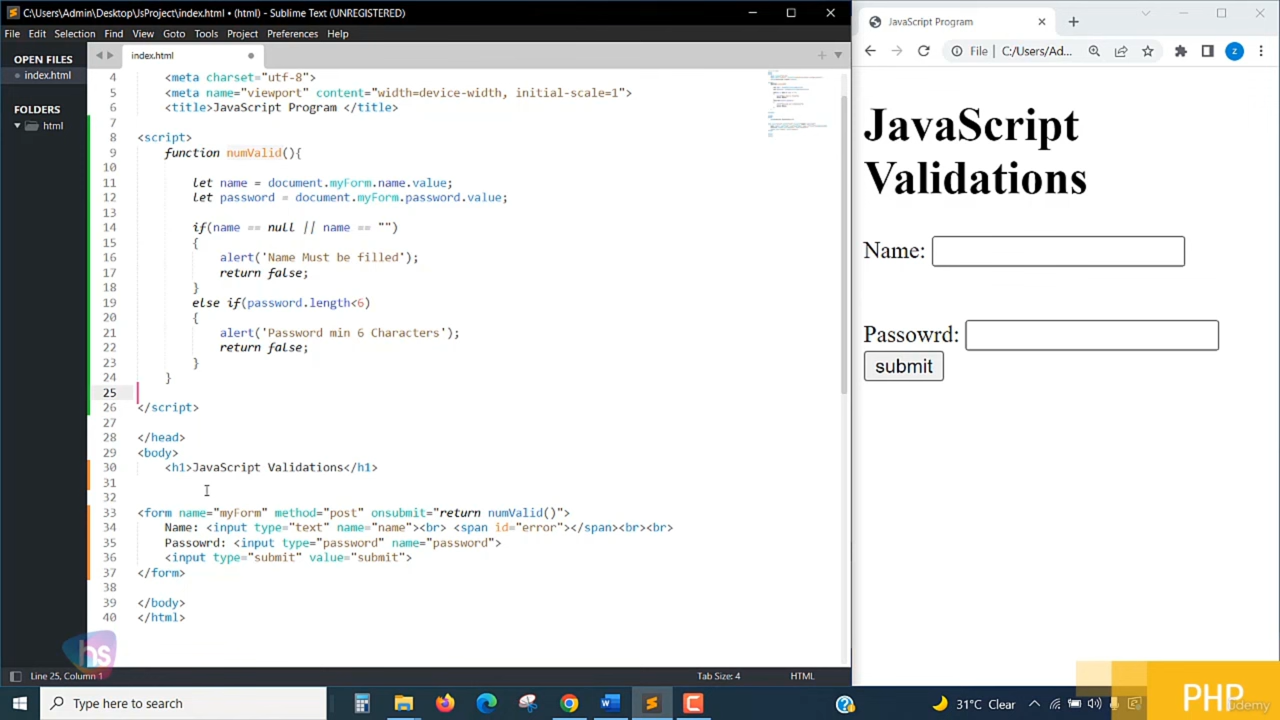 C:\Users\Admin\Desktop\JsProject\index.html • (html) - Sublime Text (UNREGISTERED)
File Edit Selection Find View Goto Tools Project Preferences Help
OPEN FILES
index.html
FOLDERS
html
index.html
4 <meta charset="utf-8">
5 <meta name="viewport" content="width=device-width, initial-scale=1">
6 <title>JavaScript Program </title>
7
8 <script>
9 function numValid(){
10
11 let name = document.myForm.name.value;
12 let password = document.myForm.password.value;
13
14 if(name == null || name == "")
15 {
16 alert('Name Must be filled');
17 return false;
18 }
19 else if(password.length<6)
20 {
21 alert('Password min 6 Characters');
22 return false;
23 }
24 }
25
26 </script>
27
28 </head>
29 <body>
30 <h1>JavaScript Validations</h1>
31
32
33 <form name="myForm" method="post" onsubmit="return numValid()">
34 Name: <input type="text" name="name"><br> <span id="error"></span><br><br>
35 Passowrd: <input type="password" name="password">
36 <input type="submit" value="submit">
37 </form>
38
39 </body>
40 </html>
hs
Line 25, Column 1
Tab Size: 4
HTML
JavaScript Program
File C:/Users/Ad...
z
JavaScript
Validations
Name:
Passowrd:
submit
Type here to search
31°C Clear
PHP
Udemy